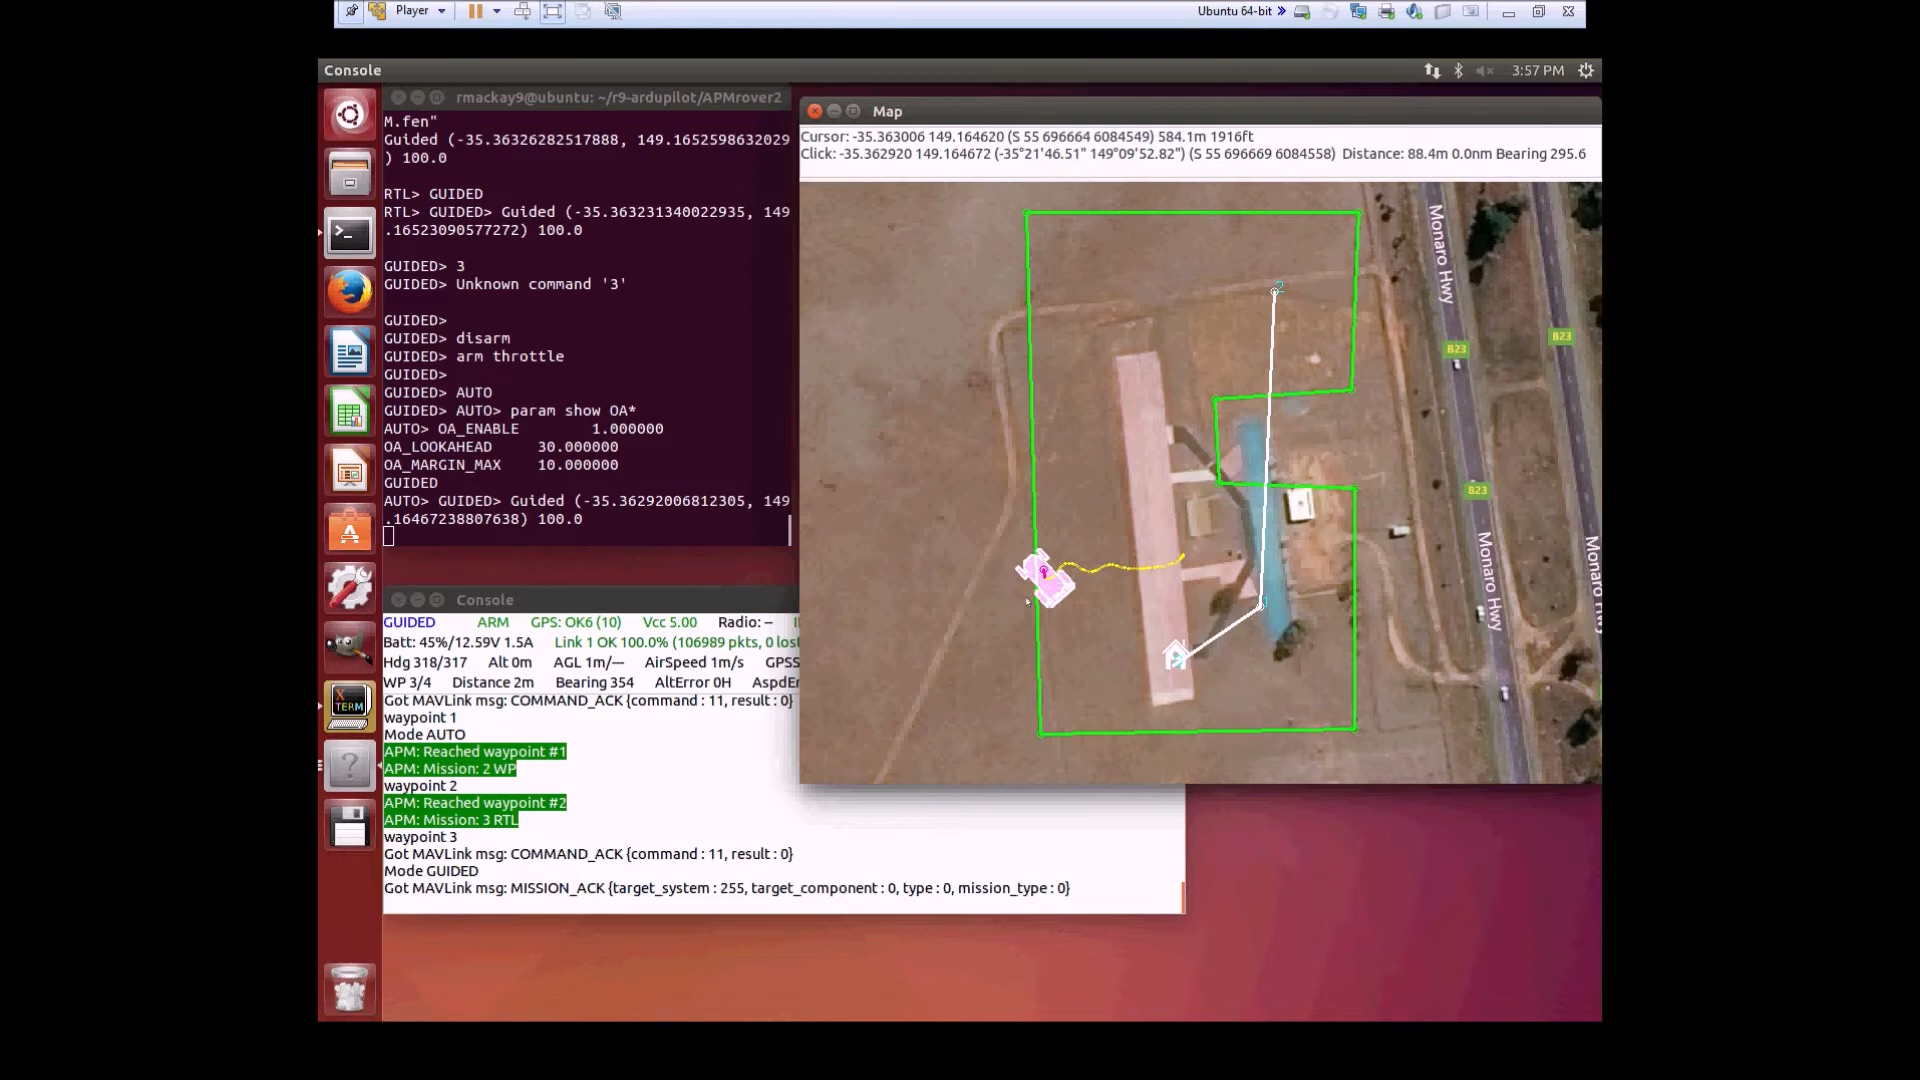 Player
Ubuntu 64-bit
Console
3:57 PM
rmackay9@ubuntu: ~/r9-ardupilot/APMrover2
M.fen"
Guided (-35.36326282517888, 149.1652598632029
) 100.0
RTL> GUIDED
RTL> GUIDED> Guided (-35.363231340022935, 149
.16523090577272) 100.0
GUIDED> 3
GUIDED> Unknown command '3'
GUIDED>
GUIDED> disarm
GUIDED> arm throttle
GUIDED>
GUIDED> AUTO
GUIDED> AUTO> param show OA*
AUTO> OA_ENABLE 1.000000
OA_LOOKAHEAD 30.000000
OA_MARGIN_MAX 10.000000
GUIDED
AUTO> GUIDED> Guided (-35.36292006812305, 149
.16467238807638) 100.0
Map
Cursor: -35.363006 149.164620 (S 55 696664 6084549) 584.1m 1916ft
Click: -35.362920 149.164672 (-35°21'46.51" 149°09'52.82") (S 55 696669 6084558) Distance: 88.4m 0.0nm Bearing 295.6
Monaro Hwy
B23
B23
B23
Monaro Hwy
Monaro Hwy
2
1
X
TERM
Console
GUIDED ARM GPS: OK6 (10) Vcc 5.00 Radio: --
Batt: 45%/12.59V 1.5A Link 1 OK 100.0% (106989 pkts, 0 lost
Hdg 318/317 Alt 0m AGL 1m/--- AirSpeed 1m/s GPSS
WP 3/4 Distance 2m Bearing 354 AltError 0H AspdEr
Got MAVLink msg: COMMAND_ACK {command : 11, result : 0}
waypoint 1
Mode AUTO
APM: Reached waypoint #1
APM: Mission: 2 WP
waypoint 2
APM: Reached waypoint #2
APM: Mission: 3 RTL
waypoint 3
Got MAVLink msg: COMMAND_ACK {command : 11, result : 0}
Mode GUIDED
Got MAVLink msg: MISSION_ACK {target_system : 255, target_component : 0, type : 0, mission_type : 0}